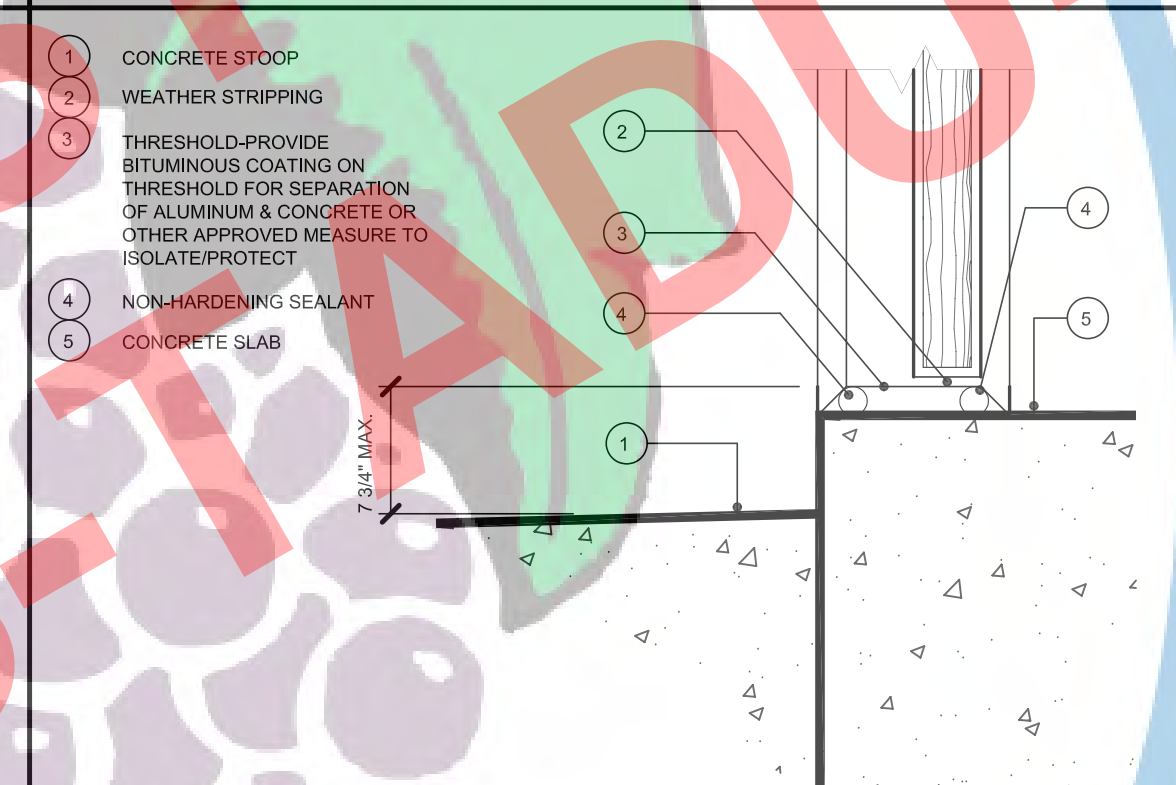 1 CONCRETE STOOP
2 WEATHER STRIPPING
3 THRESHOLD-PROVIDE
BITUMINOUS COATING ON
THRESHOLD FOR SEPARATION
OF ALUMINUM & CONCRETE OR
OTHER APPROVED MEASURE TO
ISOLATE/PROTECT
4 NON-HARDENING SEALANT
5 CONCRETE SLAB
2
3
4
4
5
7 3/4" MAX.
1